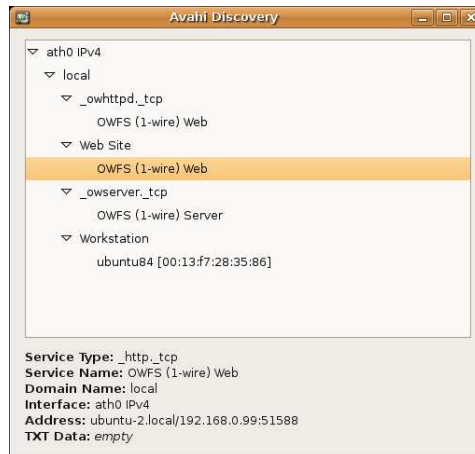 Avahi Discovery
ath0 IPv4
local
_owhttpd._tcp
OWFS (1-wire) Web
Web Site
OWFS (1-wire) Web
_owserver._tcp
OWFS (1-wire) Server
Workstation
ubuntu84 [00:13:f7:28:35:86]
Service Type: _http._tcp
Service Name: OWFS (1-wire) Web
Domain Name: local
Interface: ath0 IPv4
Address: ubuntu-2.local/192.168.0.99:51588
TXT Data: empty